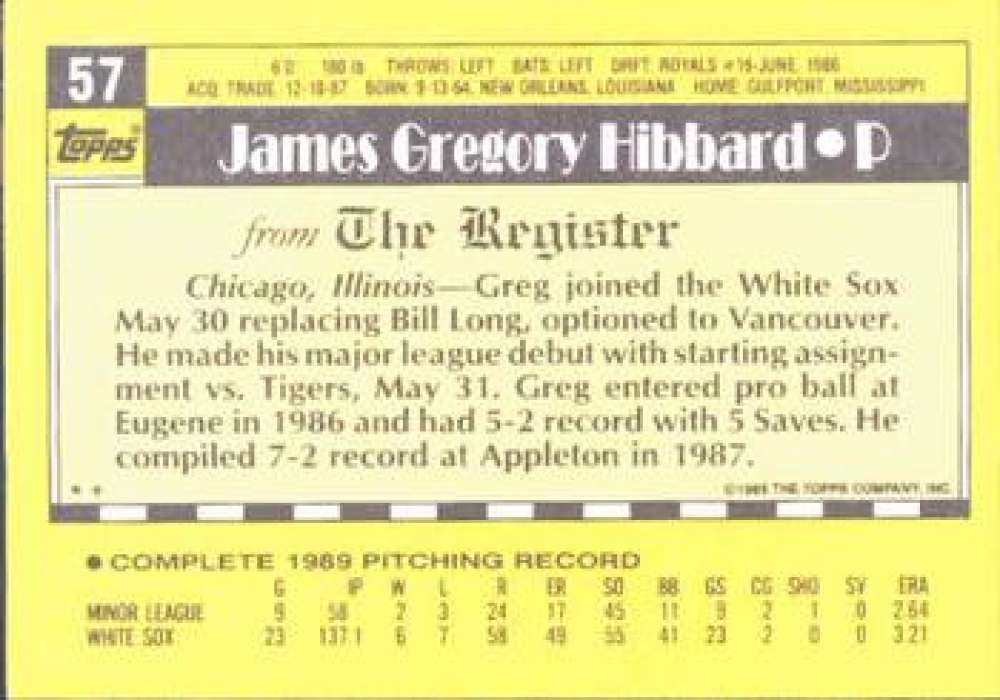 57
6'0" 180 lb THROWS: LEFT BATS: LEFT DRFT: ROYALS #16-JUNE, 1986
ACQ: TRADE, 12-10-87 BORN: 9-13-64, NEW ORLEANS, LOUISIANA HOME: GULFPORT, MISSISSIPPI
TOPPS®
James Gregory Hibbard • P
from The Register
Chicago, Illinois—Greg joined the White Sox
May 30 replacing Bill Long, optioned to Vancouver.
He made his major league debut with starting assign-
ment vs. Tigers, May 31. Greg entered pro ball at
Eugene in 1986 and had 5-2 record with 5 Saves. He
compiled 7-2 record at Appleton in 1987.
* * ©1989 THE TOPPS COMPANY, INC.
• COMPLETE 1989 PITCHING RECORD
G IP W L R ER SO BB GS CG SHO SV ERA
MINOR LEAGUE 9 58 2 3 24 17 45 11 9 2 1 0 2.64
WHITE SOX 23 137.1 6 7 58 49 55 41 23 2 0 0 3.21